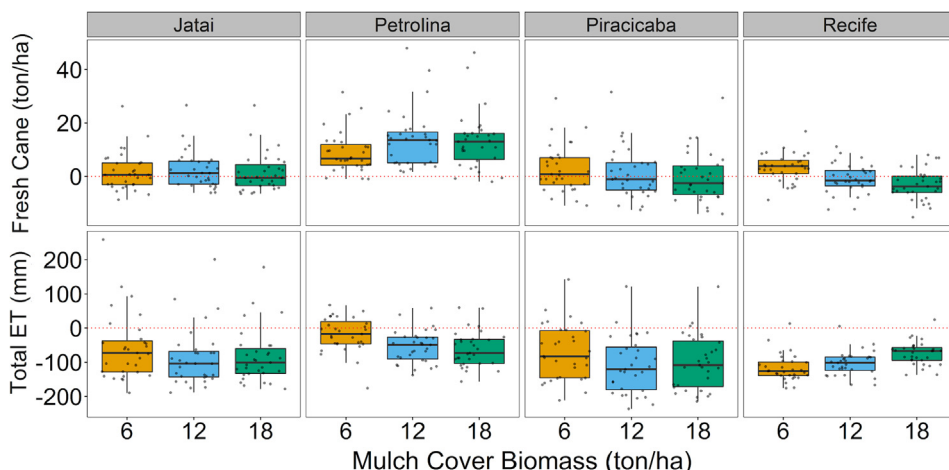 Jatai Petrolina Piracicaba Recife
Fresh Cane (ton/ha)
40
20
0
Total ET (mm)
200
100
0
-100
-200
6 12 18 6 12 18 6 12 18 6 12 18
Mulch Cover Biomass (ton/ha)